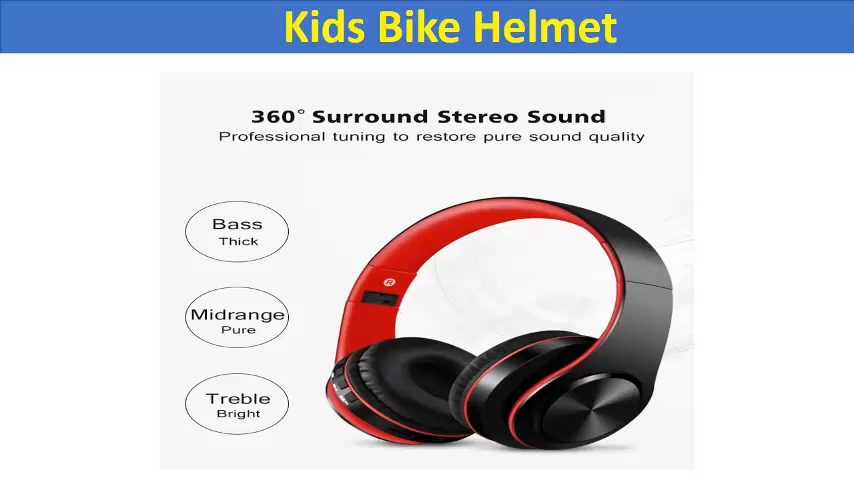 Kids Bike Helmet
360° Surround Stereo Sound
Professional tuning to restore pure sound quality
Bass
Thick
Midrange
Pure
Treble
Bright
R